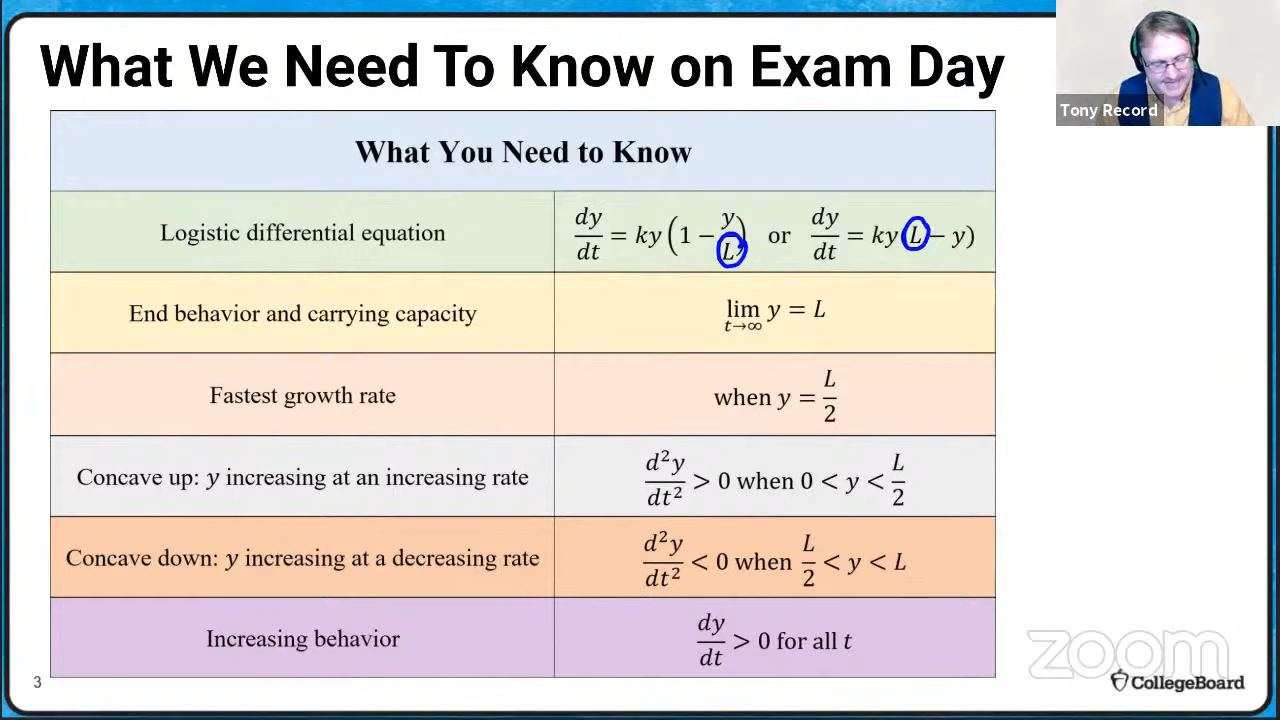 What We Need To Know on Exam Day
Tony Record
What You Need to Know
Logistic differential equation
dy/dt = ky(1 − y/L) or dy/dt = ky(L − y)
End behavior and carrying capacity
lim t→∞ y = L
Fastest growth rate
when y = L/2
Concave up: y increasing at an increasing rate
d²y/dt² > 0 when 0 < y < L/2
Concave down: y increasing at a decreasing rate
d²y/dt² < 0 when L/2 < y < L
Increasing behavior
dy/dt > 0 for all t
zoom
3
CollegeBoard